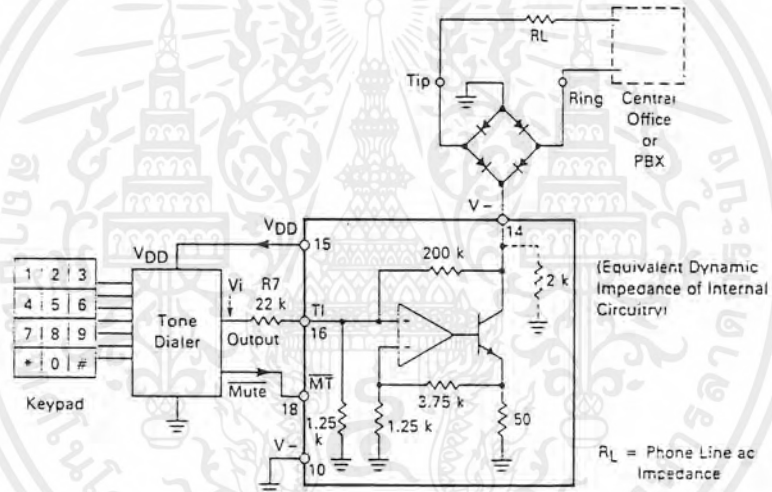 RL
Tip
Ring
Central
Office
or
PBX
V-
14
VDD
15
200 k
2 k
(Equivalent Dynamic
Impedance of Internal
Circuitry)
VDD
1 2 3
4 5 6
7 8 9
* 0 #
Keypad
Tone
Dialer
Vi
R7
22 k
Output
TI
16
Mute
MT
18
1.25
k
1.25 k
3.75 k
50
V-
10
RL = Phone Line ac
Impedance